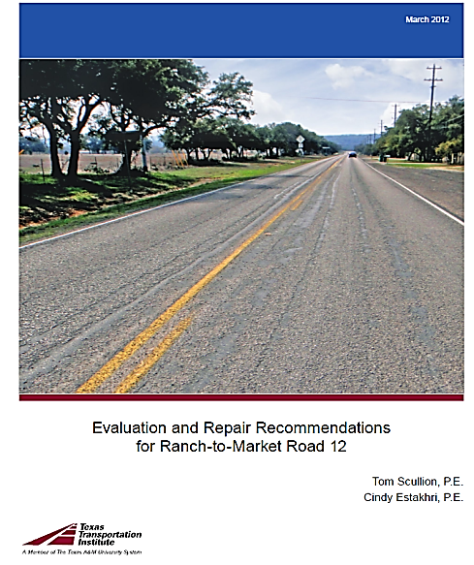 March 2012
Evaluation and Repair Recommendations
for Ranch-to-Market Road 12
Tom Scullion, P.E.
Cindy Estakhri, P.E.
Texas
Transportation
Institute
A Member of The Texas A&M University System